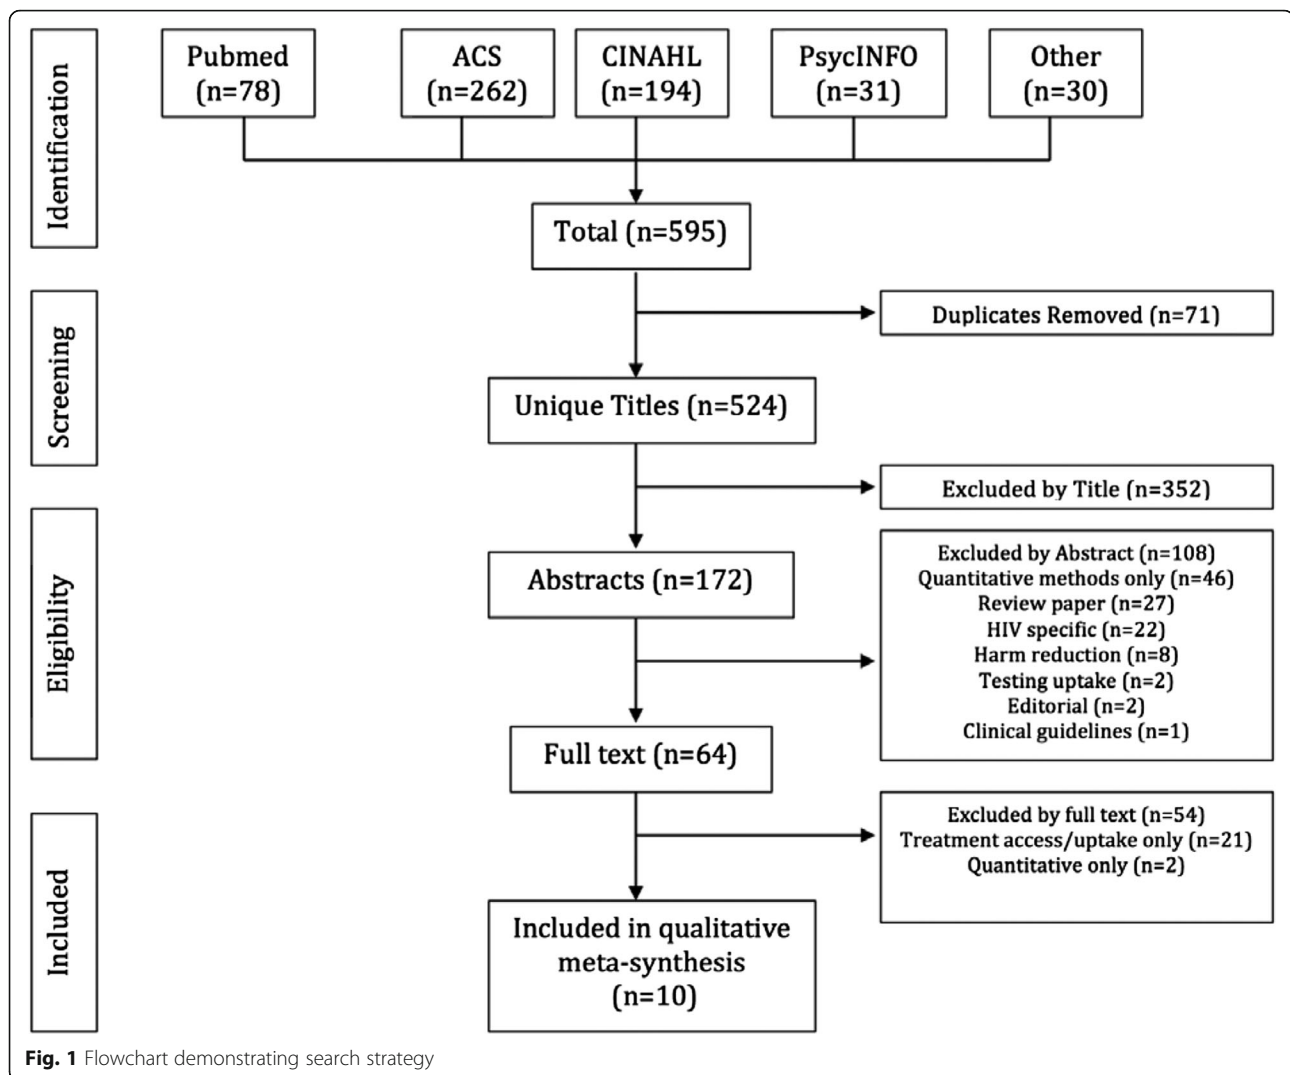 Identification
Pubmed
(n=78)
ACS
(n=262)
CINAHL
(n=194)
PsycINFO
(n=31)
Other
(n=30)
Total (n=595)
Screening
Duplicates Removed (n=71)
Unique Titles (n=524)
Excluded by Title (n=352)
Eligibility
Abstracts (n=172)
Excluded by Abstract (n=108)
Quantitative methods only (n=46)
Review paper (n=27)
HIV specific (n=22)
Harm reduction (n=8)
Testing uptake (n=2)
Editorial (n=2)
Clinical guidelines (n=1)
Full text (n=64)
Included
Excluded by full text (n=54)
Treatment access/uptake only (n=21)
Quantitative only (n=2)
Included in qualitative
meta-synthesis
(n=10)
Fig. 1 Flowchart demonstrating search strategy